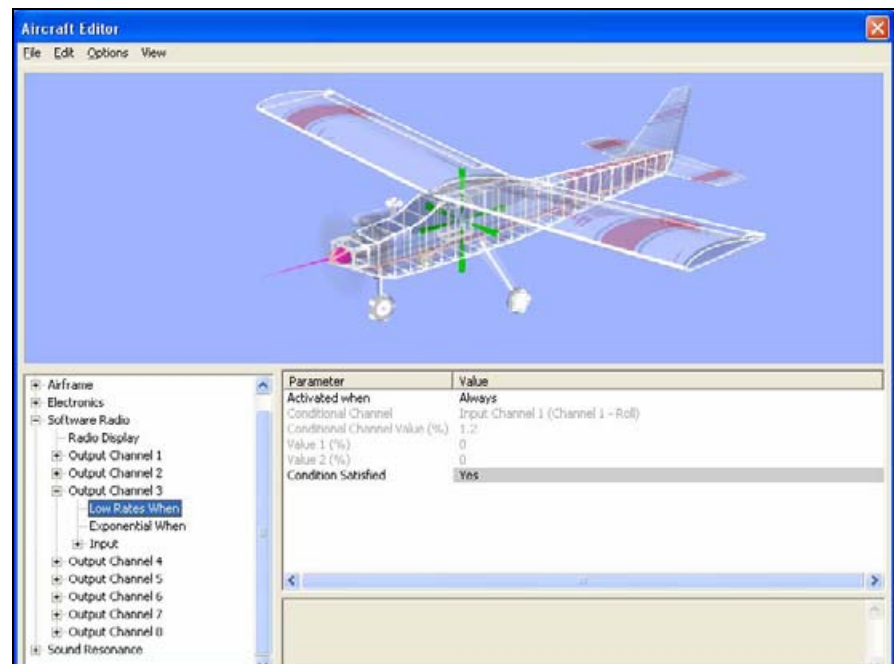 Aircraft Editor
File Edit Options View
Airframe
Electronics
Software Radio
Radio Display
Output Channel 1
Output Channel 2
Output Channel 3
Low Rates When
Exponential When
Input
Output Channel 4
Output Channel 5
Output Channel 6
Output Channel 7
Output Channel 8
Sound Resonance
Parameter Value
Activated when Always
Conditional Channel Input Channel 1 (Channel 1 - Roll)
Conditional Channel Value (%) 1.2
Value 1 (%) 0
Value 2 (%) 0
Condition Satisfied Yes